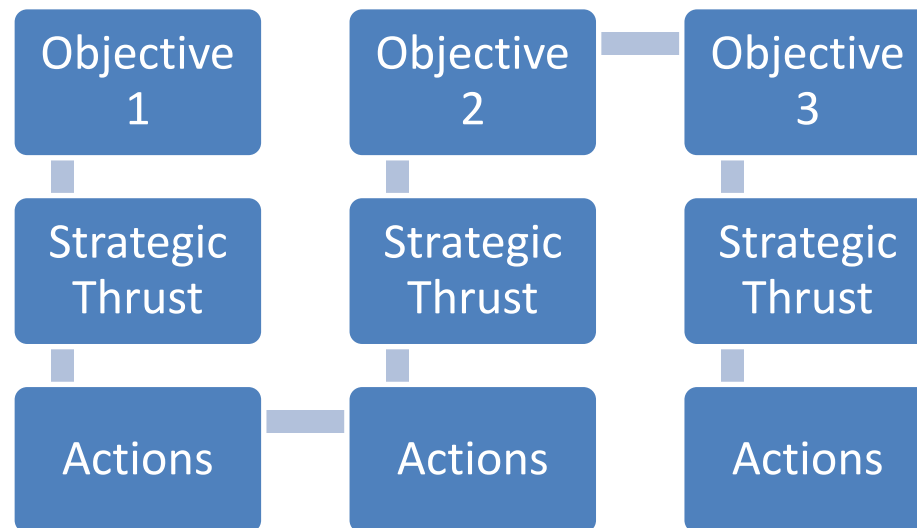 Objective
1
Objective
2
Objective
3
Strategic
Thrust
Strategic
Thrust
Strategic
Thrust
Actions
Actions
Actions